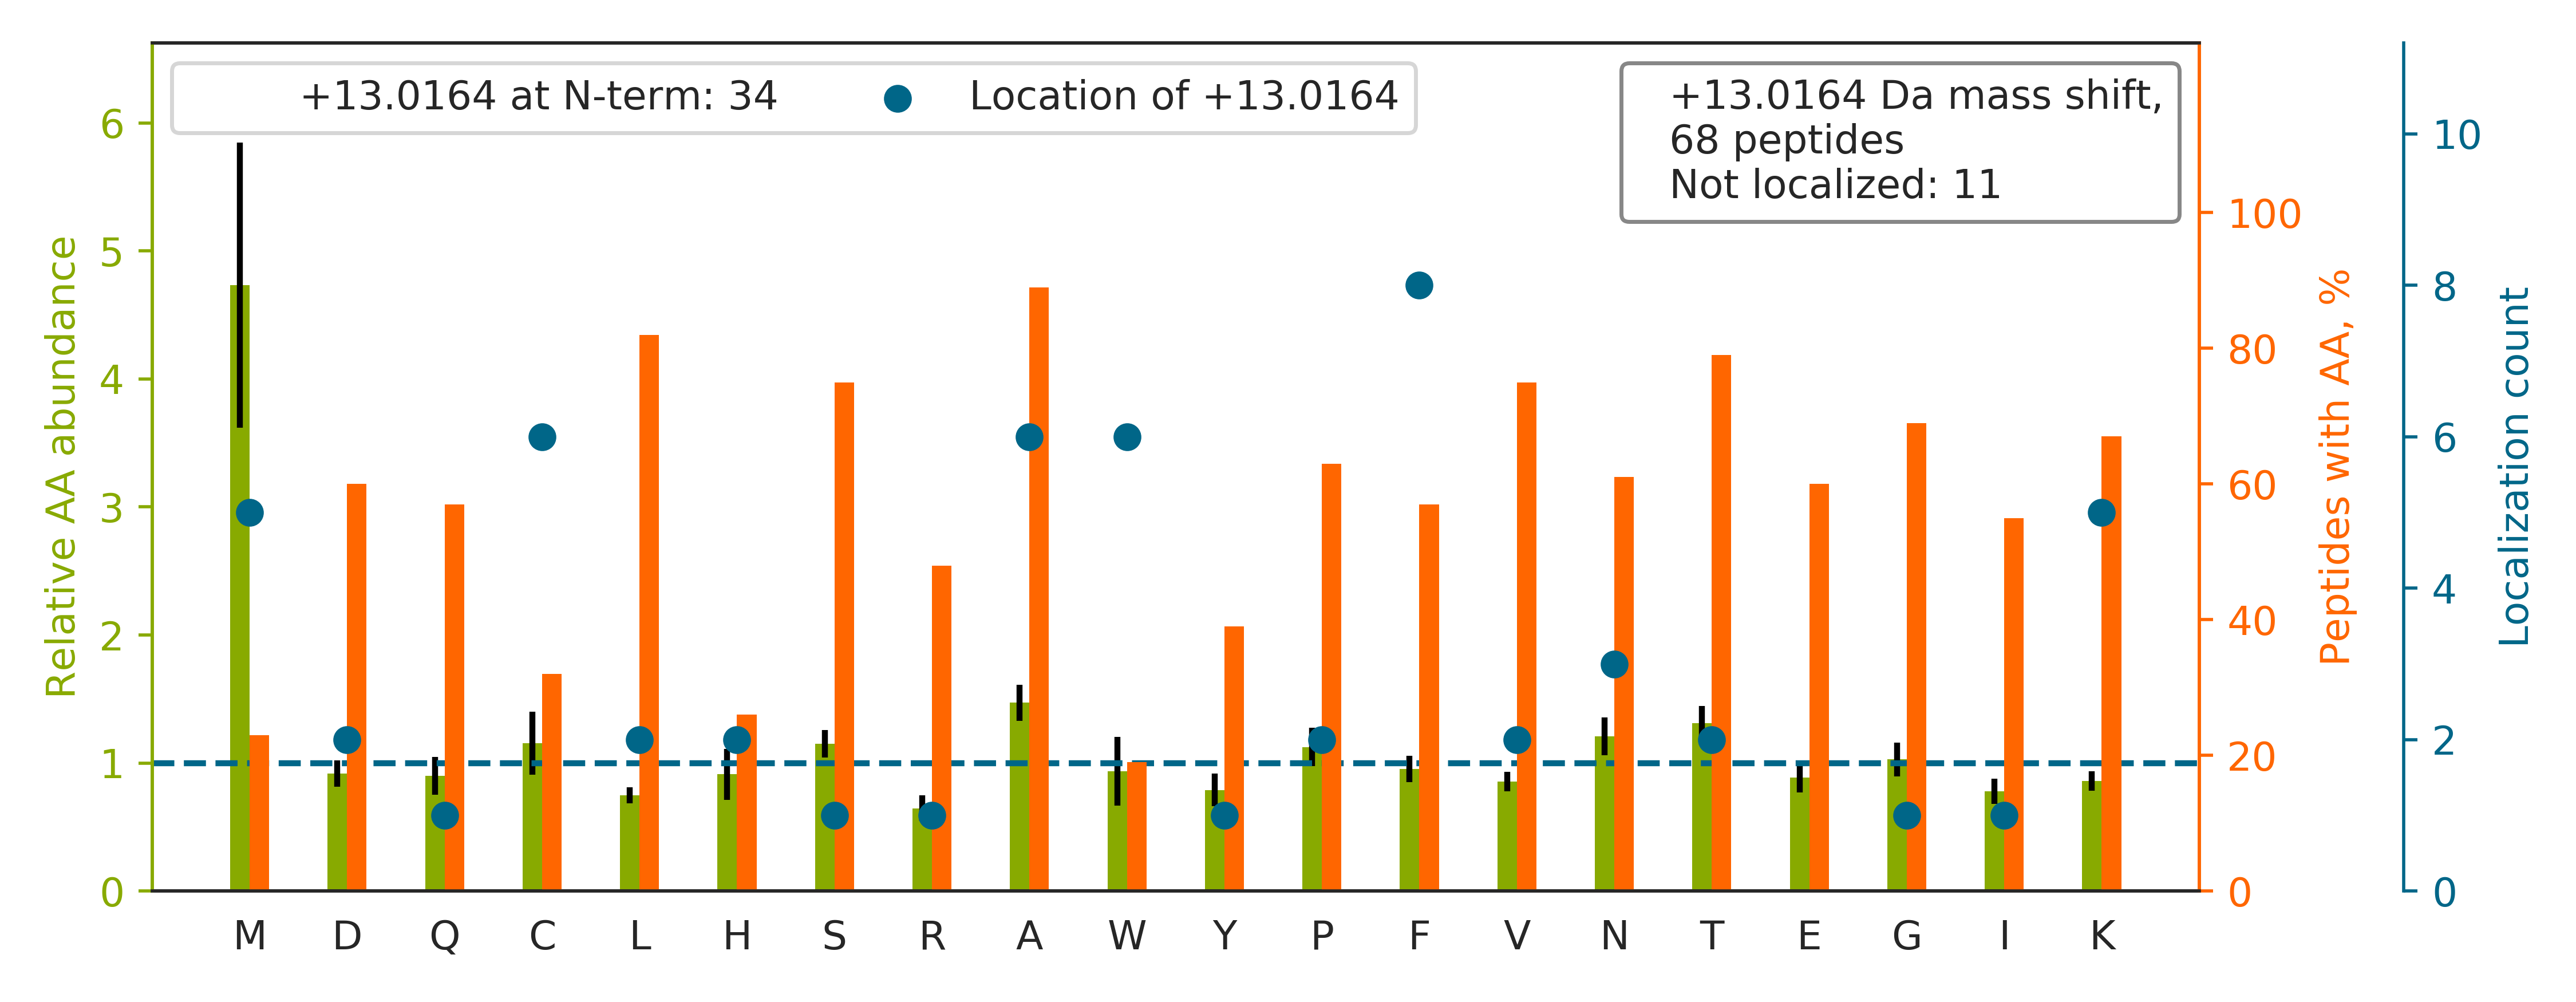 +13.0164 at N-term: 34
Location of +13.0164
+13.0164 Da mass shift,
68 peptides
Not localized: 11
Relative AA abundance
6
5
4
3
2
1
0
100
80
60
40
20
0
Peptides with AA, %
10
8
6
4
2
0
Localization count
M D Q C L H S R A W Y P F V N T E G I K